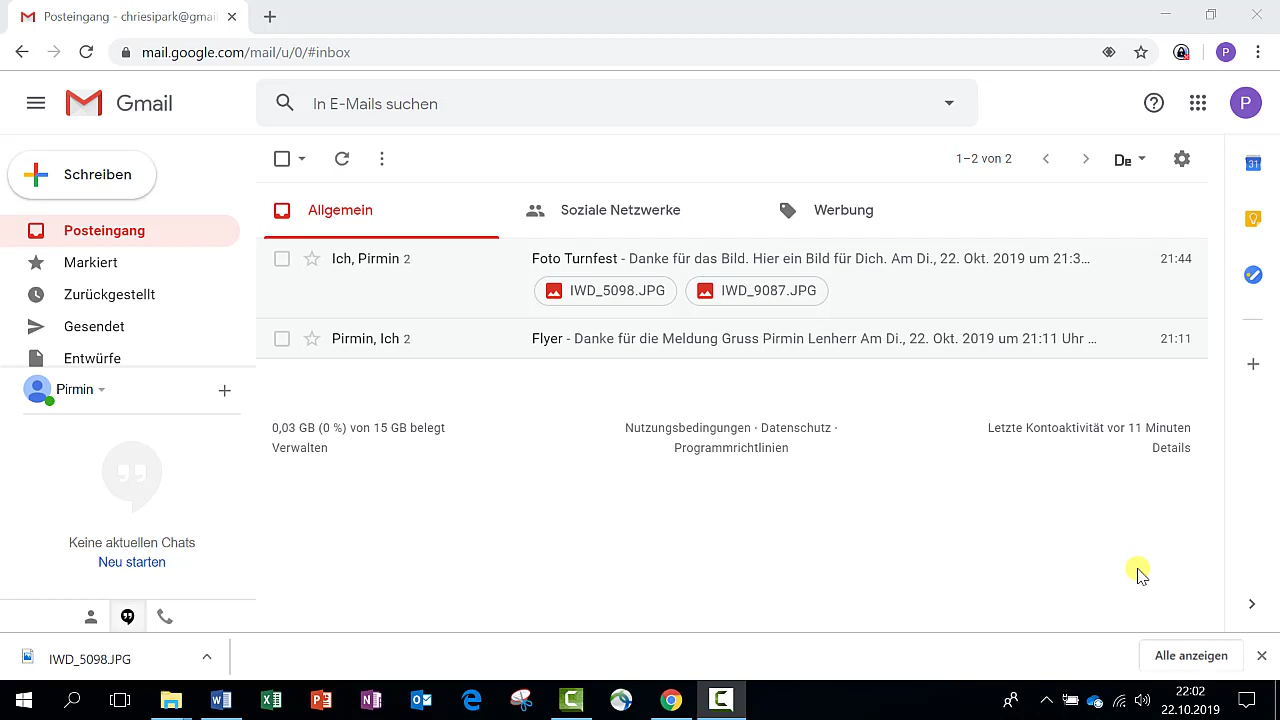 Posteingang - chriesipark@gmai
mail.google.com/mail/u/0/#inbox
P
Gmail
In E-Mails suchen
P
Schreiben
1–2 von 2
De
31
Posteingang
Allgemein
Soziale Netzwerke
Werbung
Markiert
Ich, Pirmin 2
Foto Turnfest - Danke für das Bild. Hier ein Bild für Dich. Am Di., 22. Okt. 2019 um 21:3...
21:44
Zurückgestellt
IWD_5098.JPG
IWD_9087.JPG
Gesendet
Pirmin, Ich 2
Flyer - Danke für die Meldung Gruss Pirmin Lenherr Am Di., 22. Okt. 2019 um 21:11 Uhr ...
21:11
Entwürfe
Pirmin
0,03 GB (0 %) von 15 GB belegt
Verwalten
Nutzungsbedingungen · Datenschutz ·
Programmrichtlinien
Letzte Kontoaktivität vor 11 Minuten
Details
Keine aktuellen Chats
Neu starten
IWD_5098.JPG
Alle anzeigen
22:02
22.10.2019